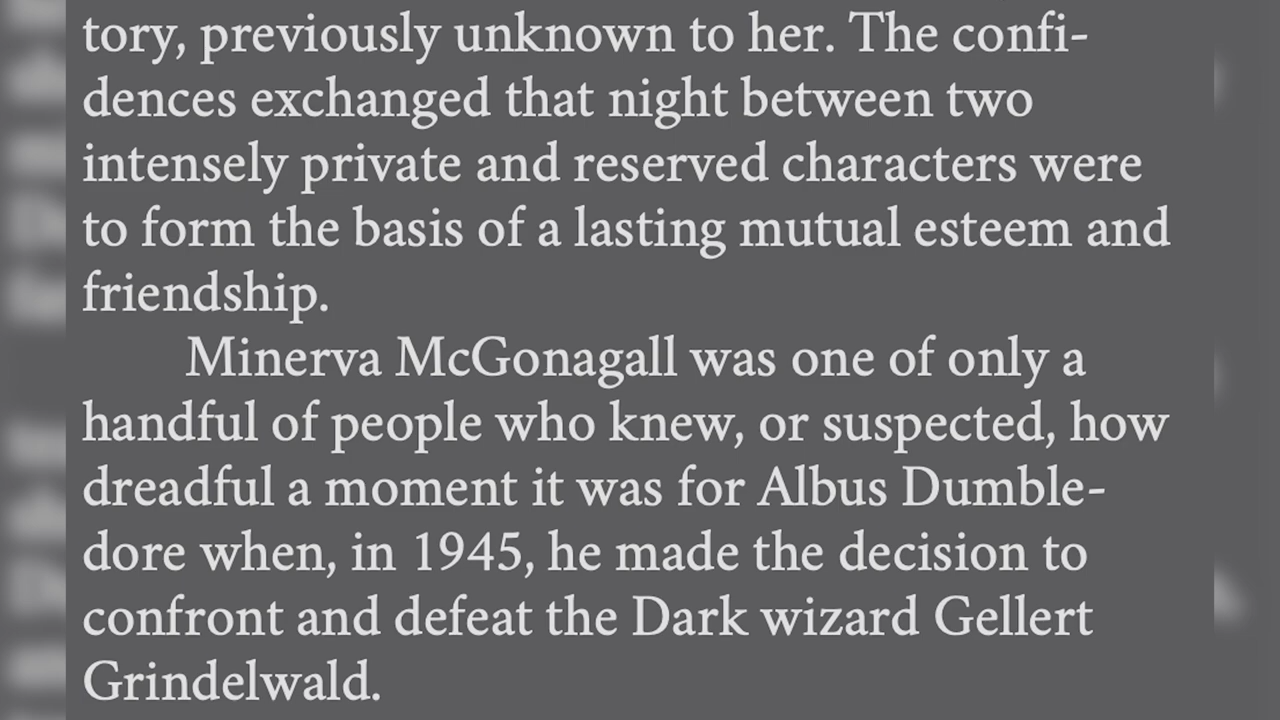 tory, previously unknown to her. The confi-
dences exchanged that night between two
intensely private and reserved characters were
to form the basis of a lasting mutual esteem and
friendship.
Minerva McGonagall was one of only a
handful of people who knew, or suspected, how
dreadful a moment it was for Albus Dumble-
dore when, in 1945, he made the decision to
confront and defeat the Dark wizard Gellert
Grindelwald.